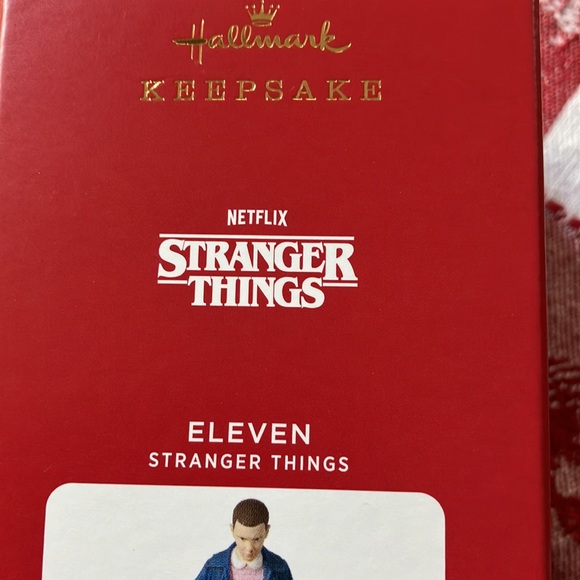 Hallmark
KEEPSAKE
NETFLIX
STRANGER
THINGS
ELEVEN
STRANGER THINGS